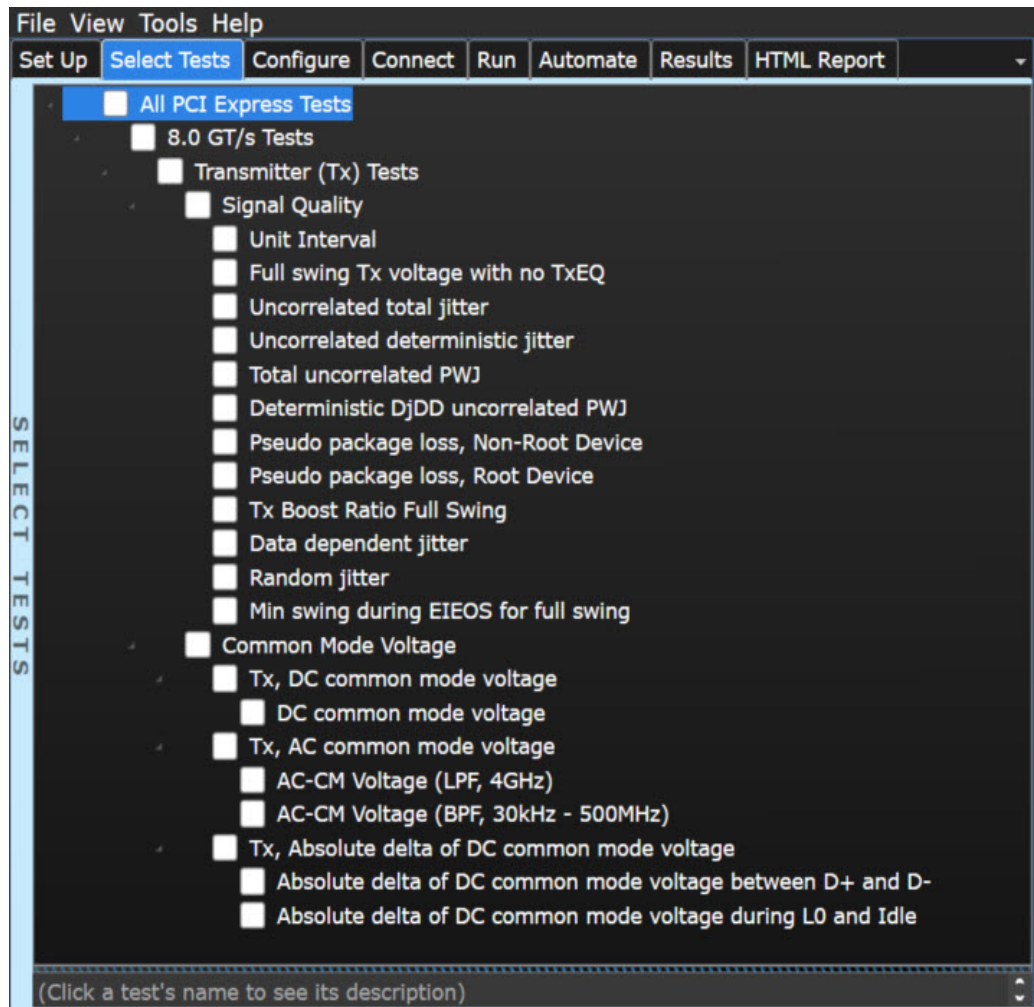 File View Tools Help
Set Up Select Tests Configure Connect Run Automate Results HTML Report
SELECT TESTS
All PCI Express Tests
8.0 GT/s Tests
Transmitter (Tx) Tests
Signal Quality
Unit Interval
Full swing Tx voltage with no TxEQ
Uncorrelated total jitter
Uncorrelated deterministic jitter
Total uncorrelated PWJ
Deterministic DjDD uncorrelated PWJ
Pseudo package loss, Non-Root Device
Pseudo package loss, Root Device
Tx Boost Ratio Full Swing
Data dependent jitter
Random jitter
Min swing during EIEOS for full swing
Common Mode Voltage
Tx, DC common mode voltage
DC common mode voltage
Tx, AC common mode voltage
AC-CM Voltage (LPF, 4GHz)
AC-CM Voltage (BPF, 30kHz - 500MHz)
Tx, Absolute delta of DC common mode voltage
Absolute delta of DC common mode voltage between D+ and D-
Absolute delta of DC common mode voltage during L0 and Idle
(Click a test's name to see its description)